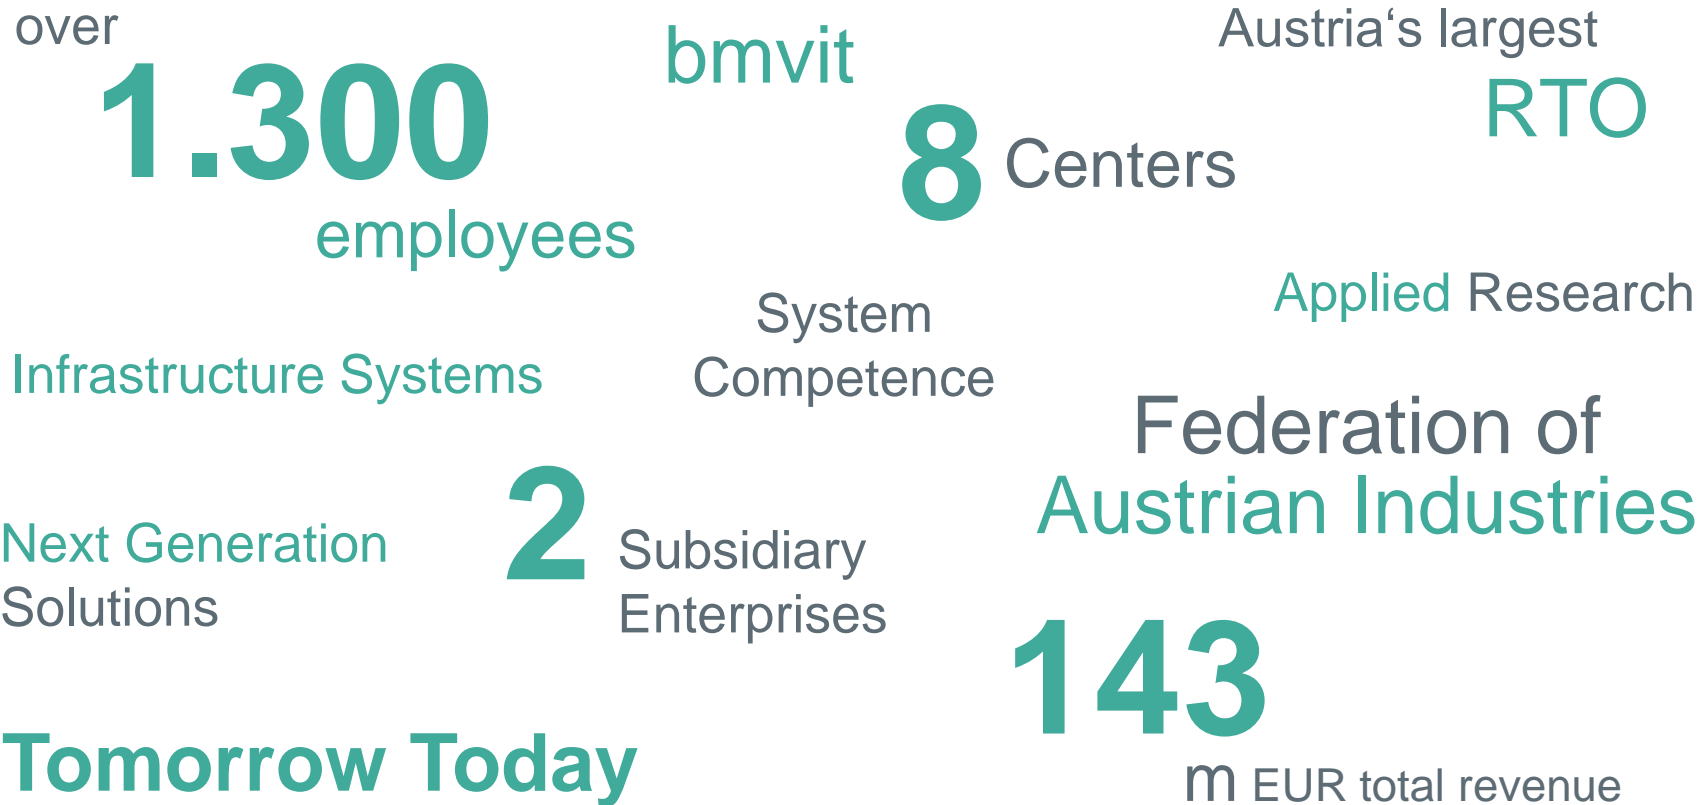 over
1.300
employees
bmvit
8 Centers
Austria‘s largest
RTO
Applied Research
System
Competence
Infrastructure Systems
Federation of
Austrian Industries
Next Generation
Solutions
2 Subsidiary
Enterprises
143
m EUR total revenue
Tomorrow Today